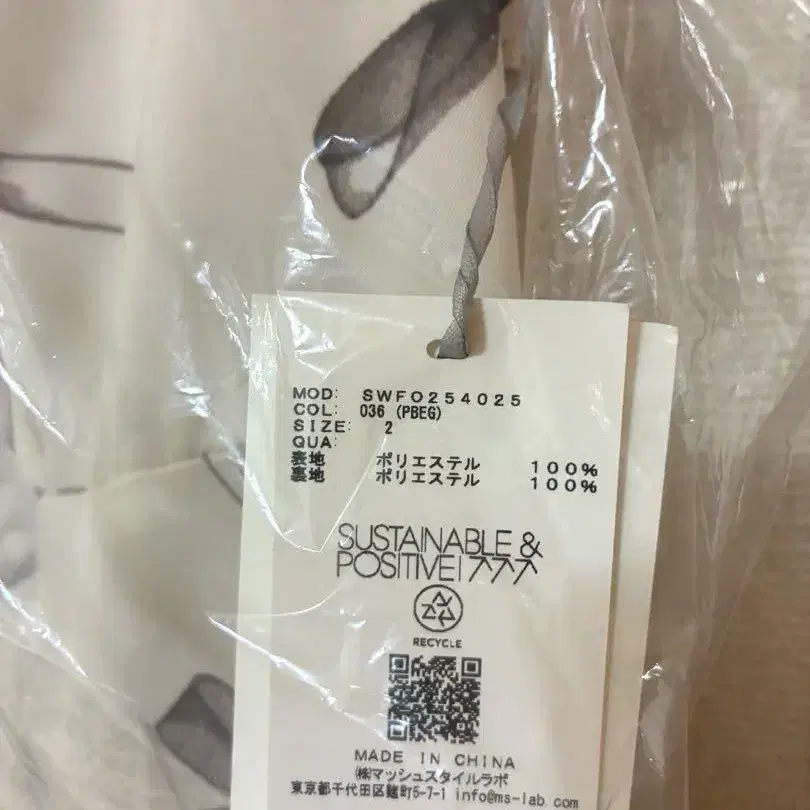 MOD: SWFO254025
COL: 036 (PBEG)
SIZE: 2
QUA:
表地 ポリエステル 100%
裏地 ポリエステル 100%
SUSTAINABLE &
POSITIVE! ↗↗↗
RECYCLE
MADE IN CHINA
㈱マッシュスタイルラボ
東京都千代田区麹町5-7-1 info@ms-lab.com